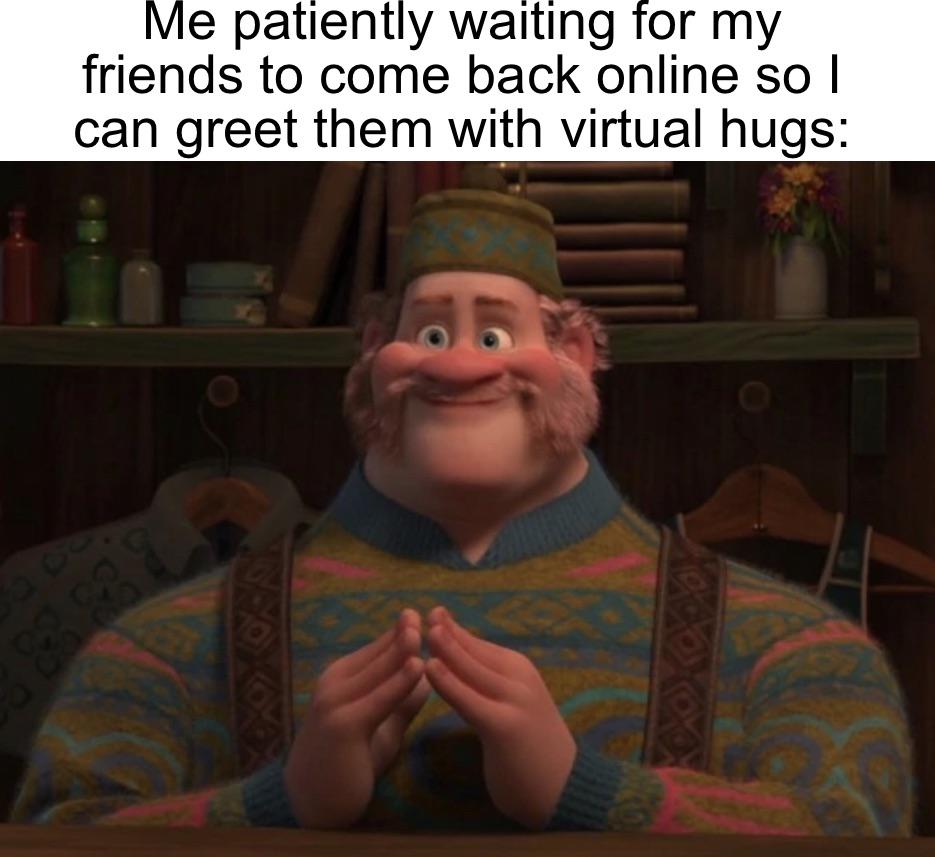 Me patiently waiting for my
friends to come back online so I
can greet them with virtual hugs: